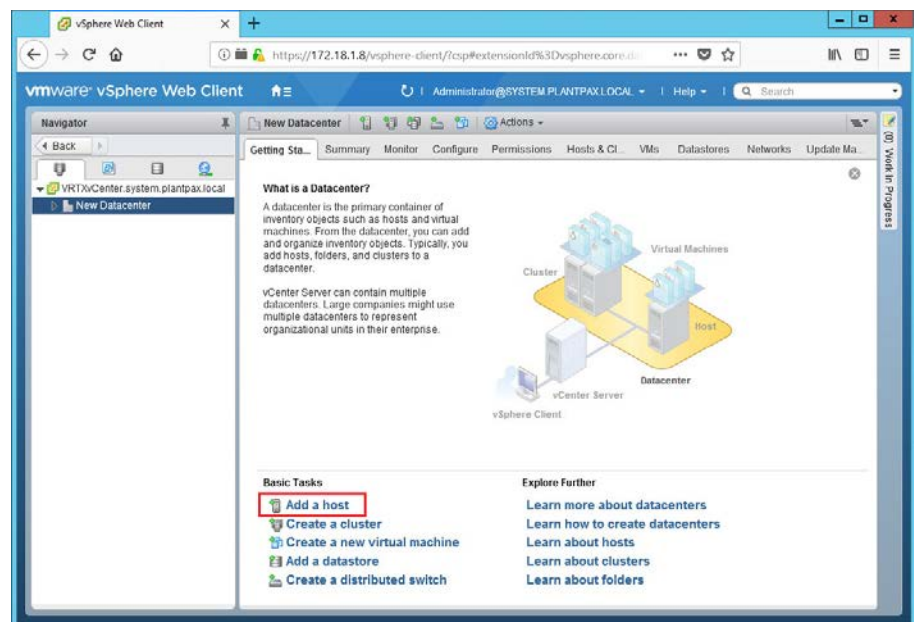 vSphere Web Client
https://172.18.1.8/vsphere-client/?csp#extensionId%3Dvsphere.core.d
vmware® vSphere Web Client
Administrator@SYSTEM.PLANTPAX.LOCAL
Help
Search
Navigator
Back
VRTXvCenter.system.plantpax.local
New Datacenter
New Datacenter
Actions
Getting Sta... Summary Monitor Configure Permissions Hosts & Cl... VMs Datastores Networks Update Ma...
What is a Datacenter?
A datacenter is the primary container of
inventory objects such as hosts and virtual
machines. From the datacenter, you can add
and organize inventory objects. Typically, you
add hosts, folders, and clusters to a
datacenter.
vCenter Server can contain multiple
datacenters. Large companies might use
multiple datacenters to represent
organizational units in their enterprise.
Virtual Machines
Cluster
Host
Datacenter
vCenter Server
vSphere Client
Basic Tasks
Add a host
Create a cluster
Create a new virtual machine
Add a datastore
Create a distributed switch
Explore Further
Learn more about datacenters
Learn how to create datacenters
Learn about hosts
Learn about clusters
Learn about folders
(0) Work In Progress